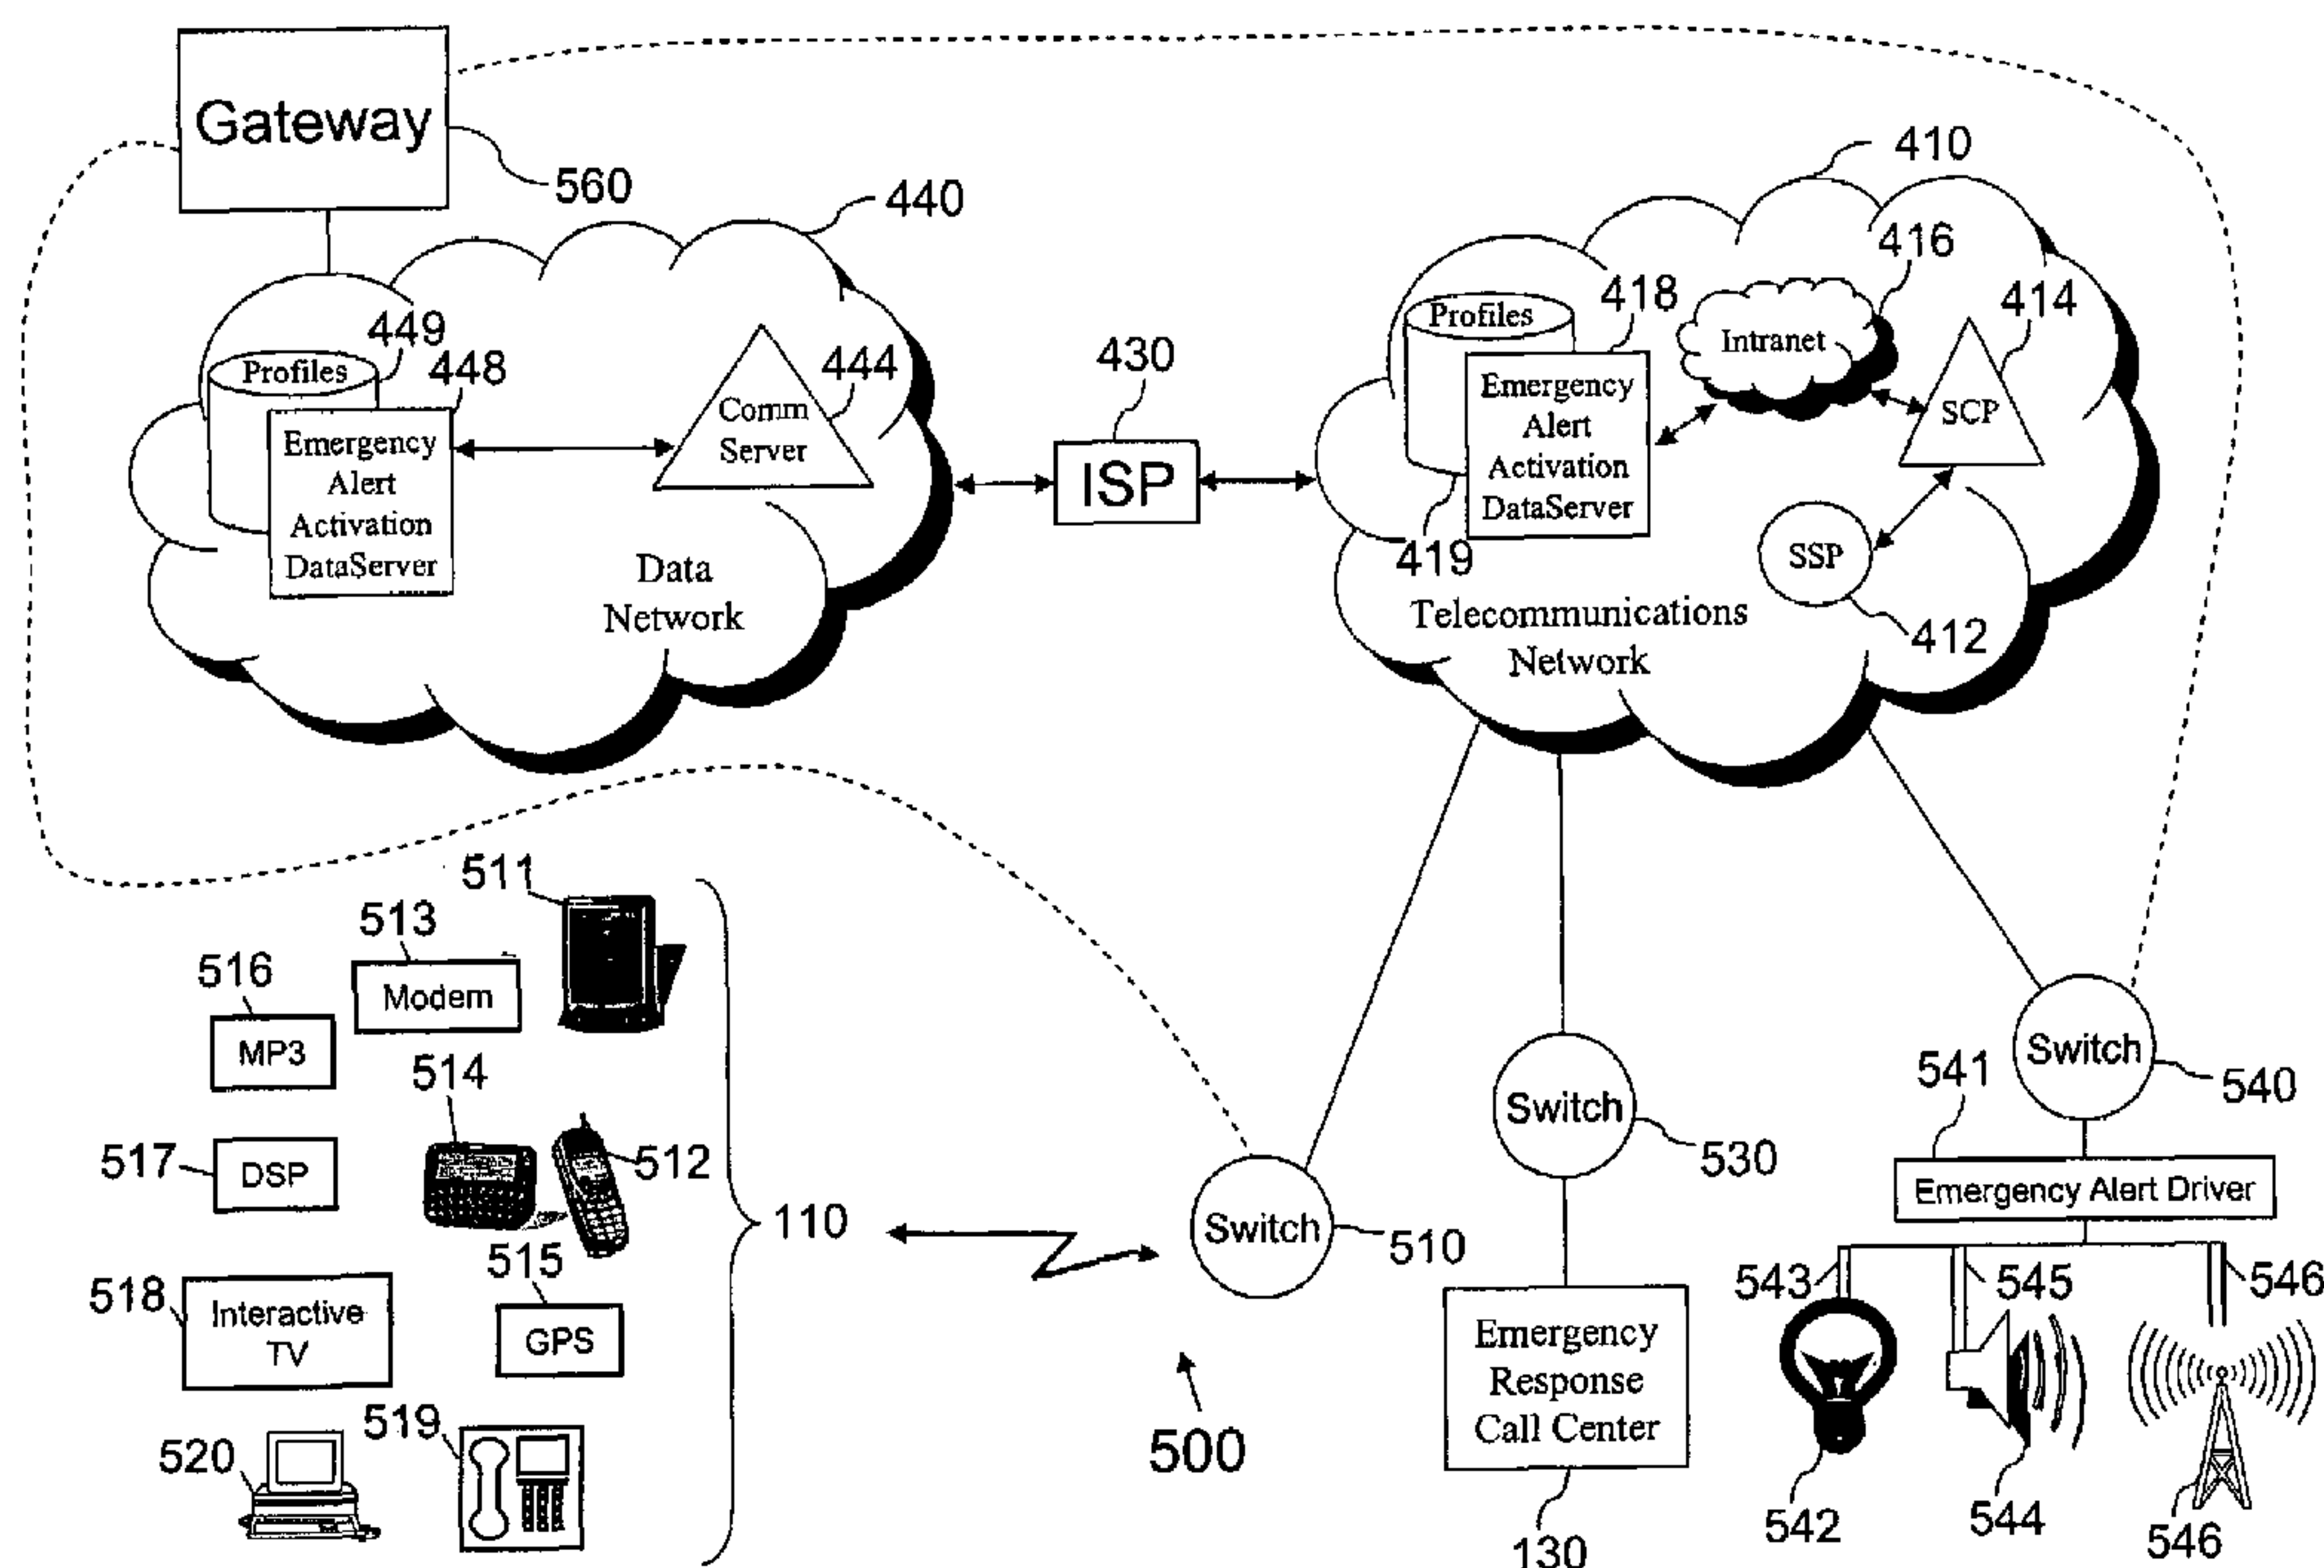 Gateway
560
440
410
416
418
414
Profiles
449
448
Emergency
Alert
Activation
DataServer
444
Comm
Server
Data
Network
430
ISP
Profiles
Emergency
Alert
Activation
DataServer
419
Intranet
SCP
SSP
412
Telecommunications
Network
511
513
Modem
516
MP3
514
512
517
DSP
515
GPS
518
Interactive
TV
519
520
110
Switch
510
500
Switch
530
Emergency
Response
Call Center
130
Switch
540
541
Emergency Alert Driver
543
545
546
542
544
546